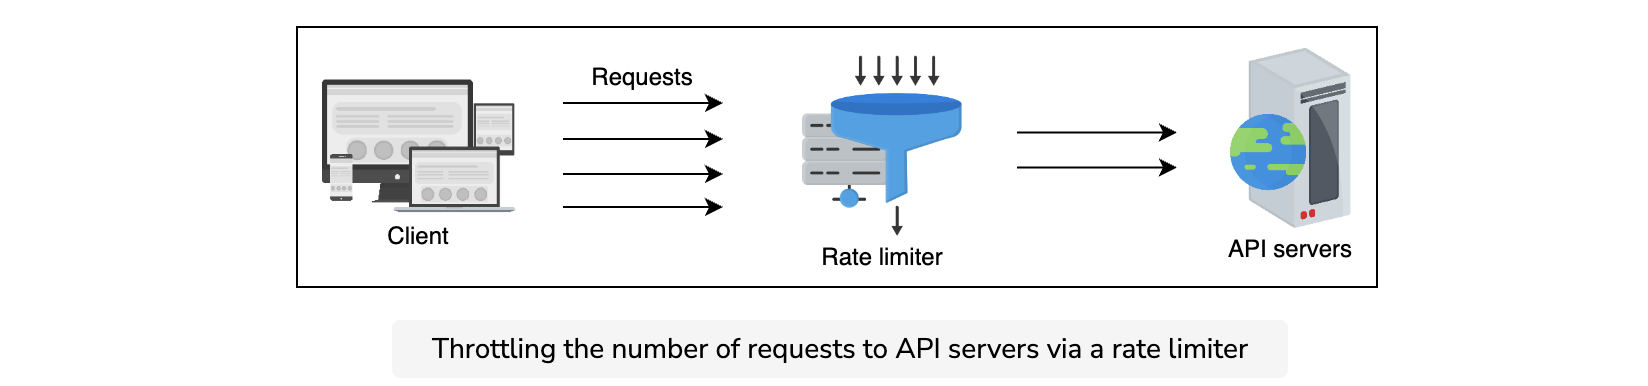 Requests
Client
Rate limiter
API servers
Throttling the number of requests to API servers via a rate limiter